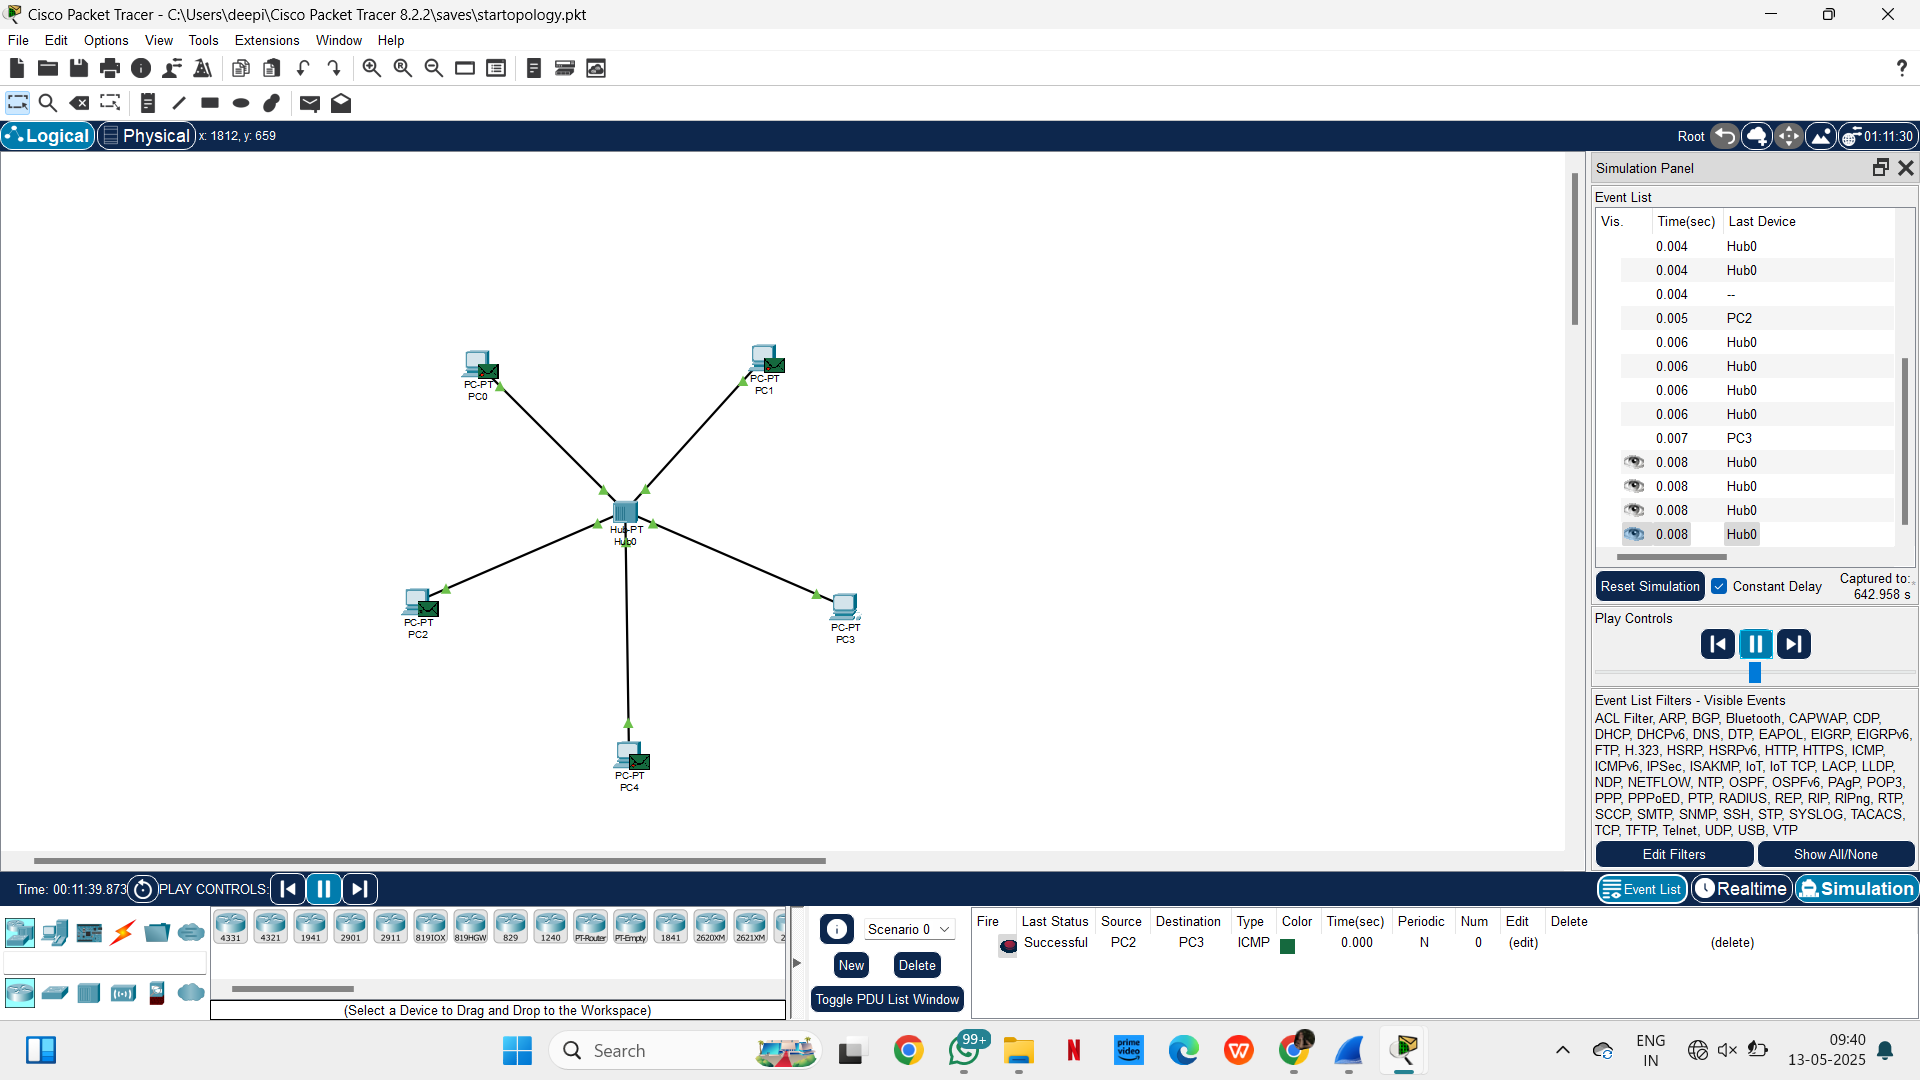 Cisco Packet Tracer - C:\Users\deepi\Cisco Packet Tracer 8.2.2\saves\startopology.pkt
File Edit Options View Tools Extensions Window Help
Logical Physical x: 1812, y: 659
Root 01:11:30
Simulation Panel
Event List
Vis. Time(sec) Last Device
0.004 Hub0
0.004 Hub0
0.004 --
0.005 PC2
0.006 Hub0
0.006 Hub0
0.006 Hub0
0.006 Hub0
0.007 PC3
0.008 Hub0
0.008 Hub0
0.008 Hub0
0.008 Hub0
Reset Simulation Constant Delay Captured to:
642.958 s
Play Controls
Event List Filters - Visible Events
ACL Filter, ARP, BGP, Bluetooth, CAPWAP, CDP,
DHCP, DHCPv6, DNS, DTP, EAPOL, EIGRP, EIGRPv6,
FTP, H.323, HSRP, HSRPv6, HTTP, HTTPS, ICMP,
ICMPv6, IPSec, ISAKMP, IoT, IoT TCP, LACP, LLDP,
NDP, NETFLOW, NTP, OSPF, OSPFv6, PAgP, POP3,
PPP, PPPoED, PTP, RADIUS, REP, RIP, RIPng, RTP,
SCCP, SMTP, SNMP, SSH, STP, SYSLOG, TACACS,
TCP, TFTP, Telnet, UDP, USB, VTP
Edit Filters Show All/None
PC-PT
PC0
PC-PT
PC1
Hub-PT
Hub0
PC-PT
PC2
PC-PT
PC3
PC-PT
PC4
Time: 00:11:39.873 PLAY CONTROLS:
Event List Realtime Simulation
4331 4321 1941 2901 2911 819IOX 819HGW 829 1240 PT-Router PT-Empty 1841 2620XM 2621XM 2
(Select a Device to Drag and Drop to the Workspace)
Scenario 0
New Delete
Toggle PDU List Window
Fire Last Status Source Destination Type Color Time(sec) Periodic Num Edit Delete
Successful PC2 PC3 ICMP 0.000 N 0 (edit) (delete)
Search
99+
N
prime video
W
ENG
IN
09:40
13-05-2025